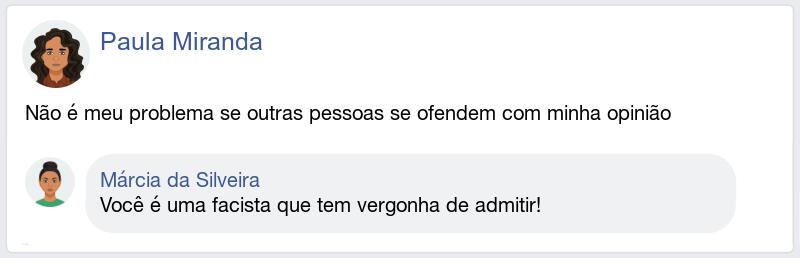 Paula Miranda
Não é meu problema se outras pessoas se ofendem com minha opinião
Márcia da Silveira
Você é uma facista que tem vergonha de admitir!